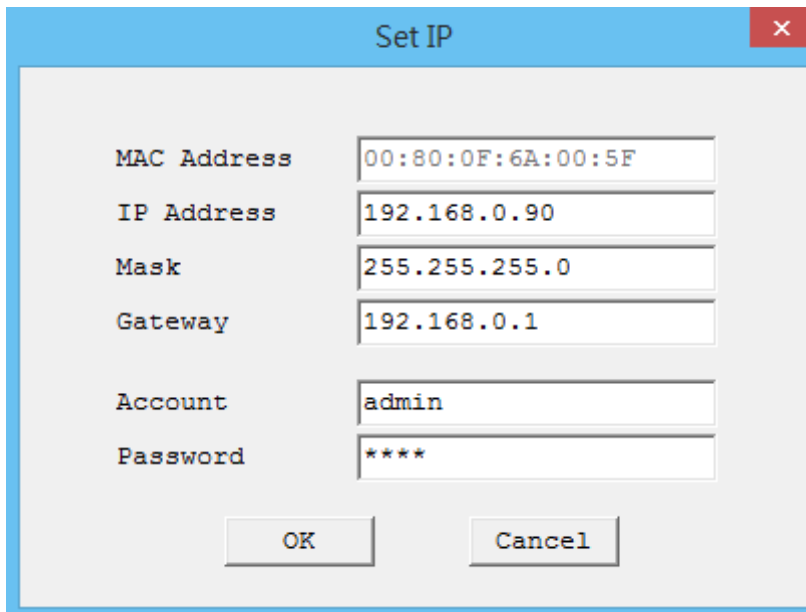 Set IP
MAC Address 00:80:0F:6A:00:5F
IP Address 192.168.0.90
Mask 255.255.255.0
Gateway 192.168.0.1
Account admin
Password ****
OK Cancel